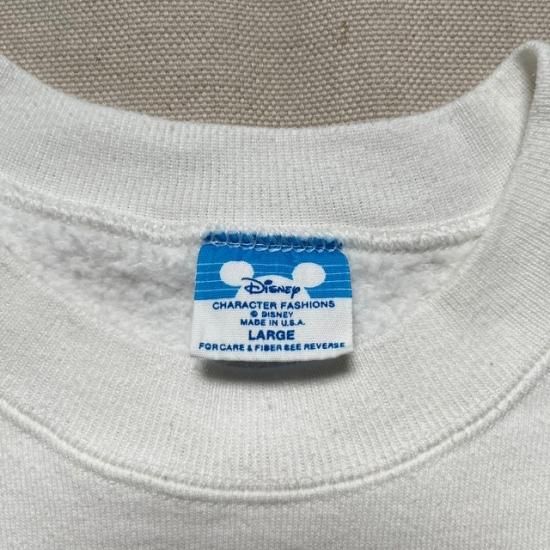 Disney
CHARACTER FASHIONS
© DISNEY
MADE IN U.S.A.
LARGE
FOR CARE & FIBER SEE REVERSE